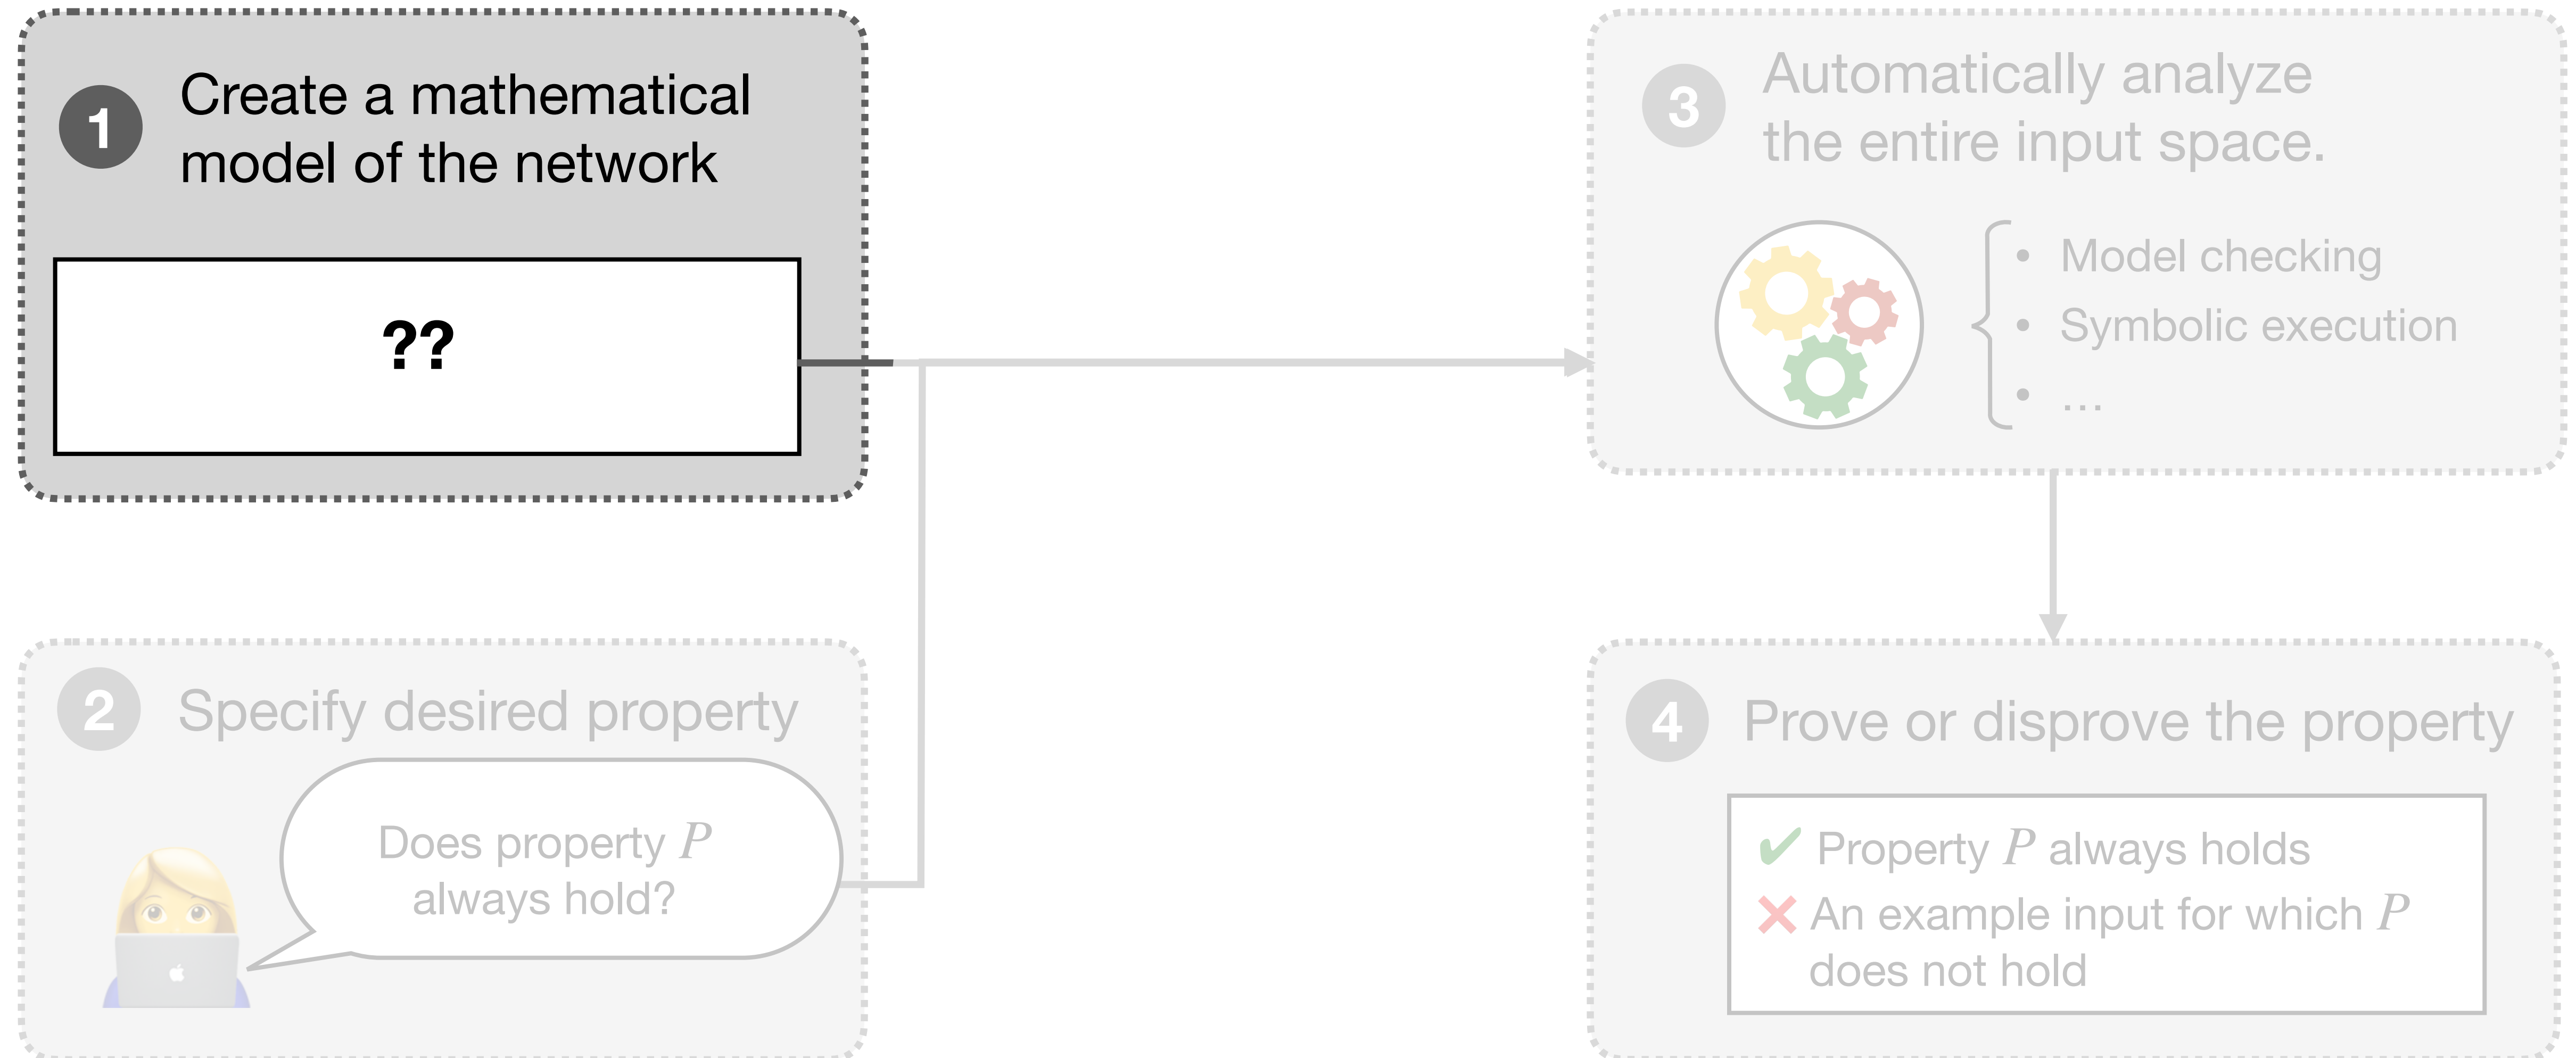 1
Create a mathematical
model of the network
??
2
Specify desired property
Does property P
always hold?
3
Automatically analyze
the entire input space.
• Model checking
• Symbolic execution
• ...
4
Prove or disprove the property
✔ Property P always holds
✕ An example input for which P
does not hold